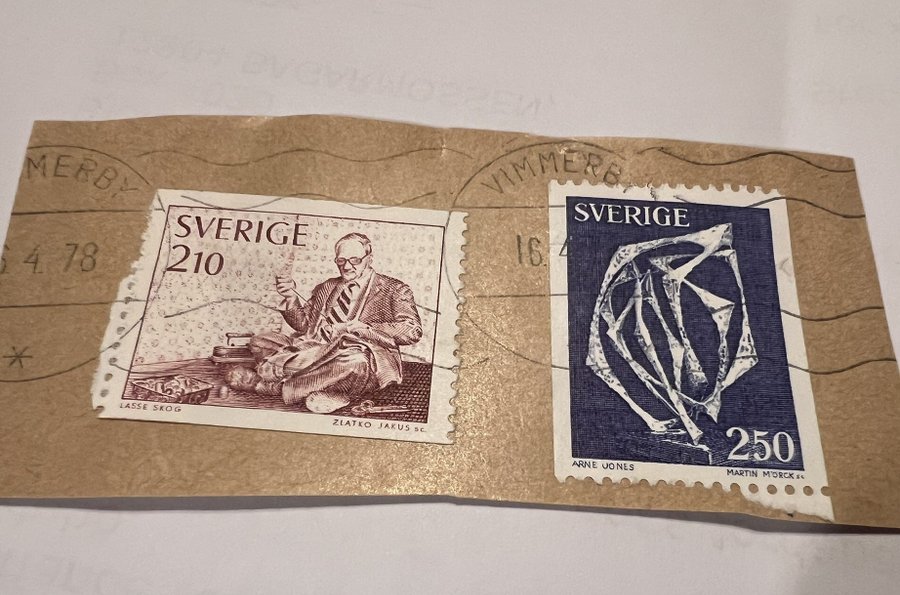 MERBY
6 4. 78
*
SVERIGE
210
LASSE SKOG
ZLATKO JAKUS sc.
VIMMERBY
16. 4
SVERIGE
250
ARNE JONES
MARTIN MÖRCK sc